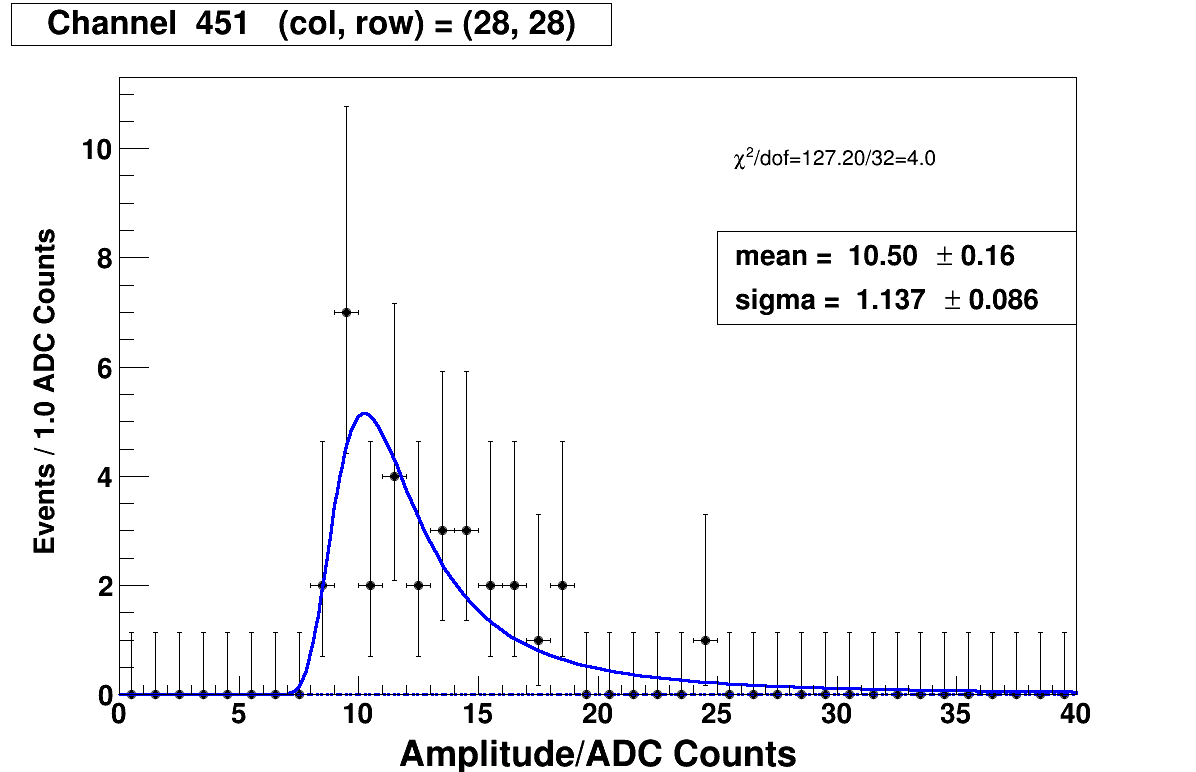 Channel 451 (col, row) = (28, 28)
10
8
6
4
2
0
Events / 1.0 ADC Counts
χ²/dof=127.20/32=4.0
mean = 10.50 ± 0.16
sigma = 1.137 ± 0.086
0 5 10 15 20 25 30 35 40
Amplitude/ADC Counts